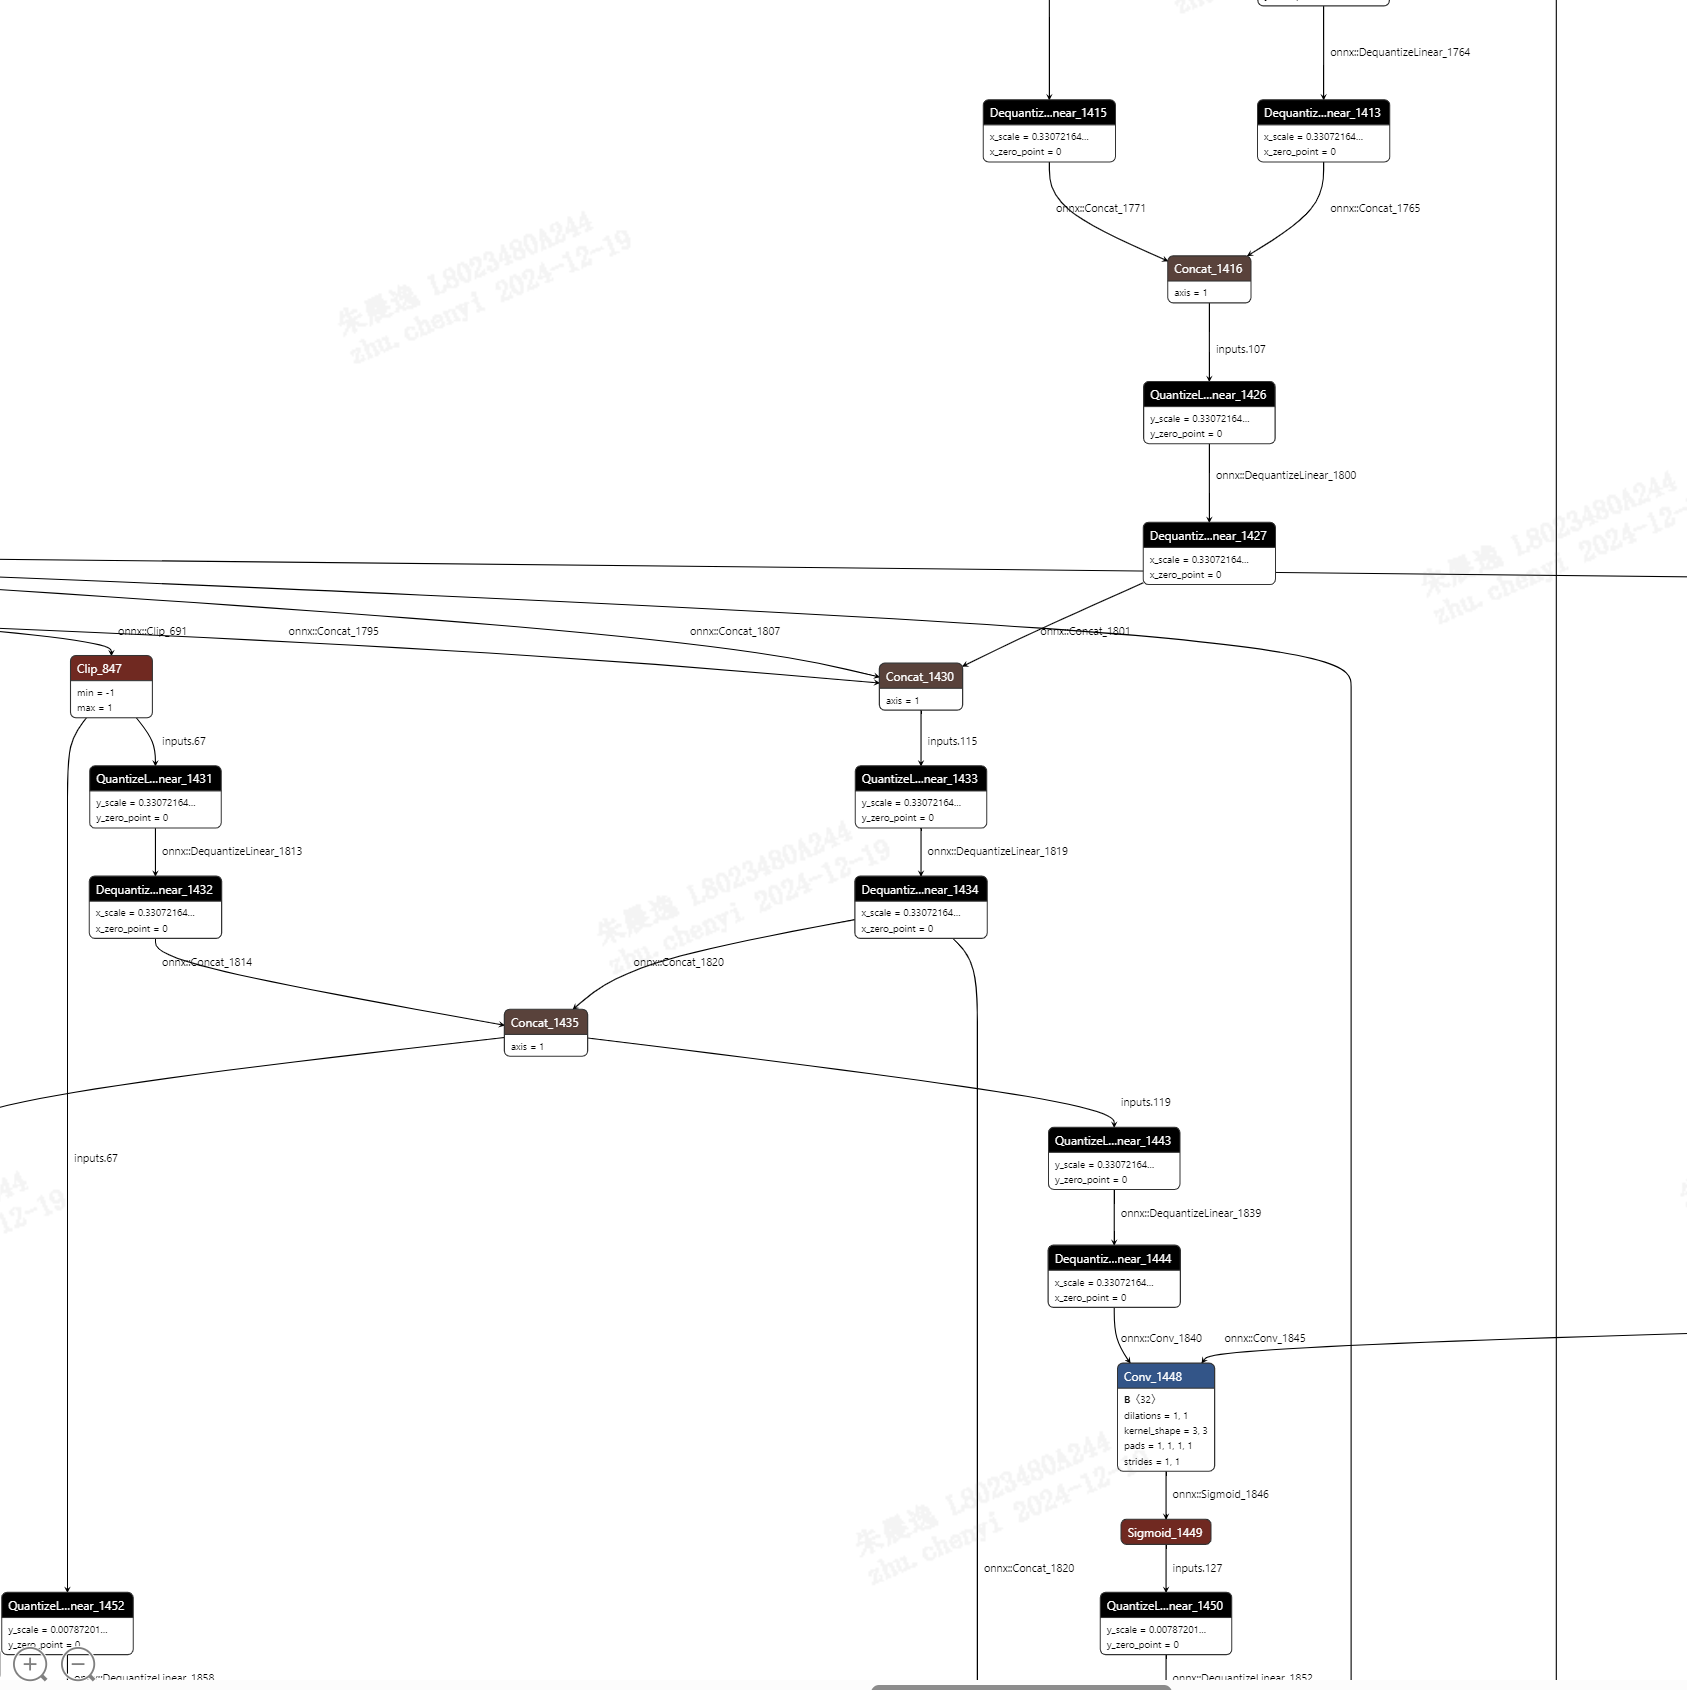 onnx::DequantizeLinear_1764
Dequantiz...near_1415
x_scale = 0.33072164...
x_zero_point = 0
Dequantiz...near_1413
x_scale = 0.33072164...
x_zero_point = 0
onnx::Concat_1771
onnx::Concat_1765
Concat_1416
axis = 1
朱晨逸 L8023480A244
zhu.chenyi 2024-12-19
inputs.107
QuantizeL...near_1426
y_scale = 0.33072164...
y_zero_point = 0
onnx::DequantizeLinear_1800
Dequantiz...near_1427
x_scale = 0.33072164...
x_zero_point = 0
朱晨逸 L8023480A244
zhu.chenyi 2024-12-
onnx::Clip_691
onnx::Concat_1795
onnx::Concat_1807
onnx::Concat_1801
Clip_847
min = -1
max = 1
Concat_1430
axis = 1
inputs.67
inputs.115
QuantizeL...near_1431
y_scale = 0.33072164...
y_zero_point = 0
QuantizeL...near_1433
y_scale = 0.33072164...
y_zero_point = 0
onnx::DequantizeLinear_1813
onnx::DequantizeLinear_1819
朱晨逸 L8023480A244
zhu.chenyi 2024-12-19
Dequantiz...near_1432
x_scale = 0.33072164...
x_zero_point = 0
Dequantiz...near_1434
x_scale = 0.33072164...
x_zero_point = 0
onnx::Concat_1814
onnx::Concat_1820
Concat_1435
axis = 1
inputs.119
QuantizeL...near_1443
y_scale = 0.33072164...
y_zero_point = 0
inputs.67
44
12-19
onnx::DequantizeLinear_1839
Dequantiz...near_1444
x_scale = 0.33072164...
x_zero_point = 0
onnx::Conv_1840
onnx::Conv_1845
Conv_1448
B ⟨32⟩
dilations = 1, 1
kernel_shape = 3, 3
pads = 1, 1, 1, 1
strides = 1, 1
朱晨逸 L8023480A244
zhu.chenyi 2024-12-
onnx::Sigmoid_1846
Sigmoid_1449
onnx::Concat_1820
inputs.127
QuantizeL...near_1452
y_scale = 0.00787201...
y_zero_point = 0
QuantizeL...near_1450
y_scale = 0.00787201...
y_zero_point = 0
onnx::DequantizeLinear_1858
onnx::DequantizeLinear_1852